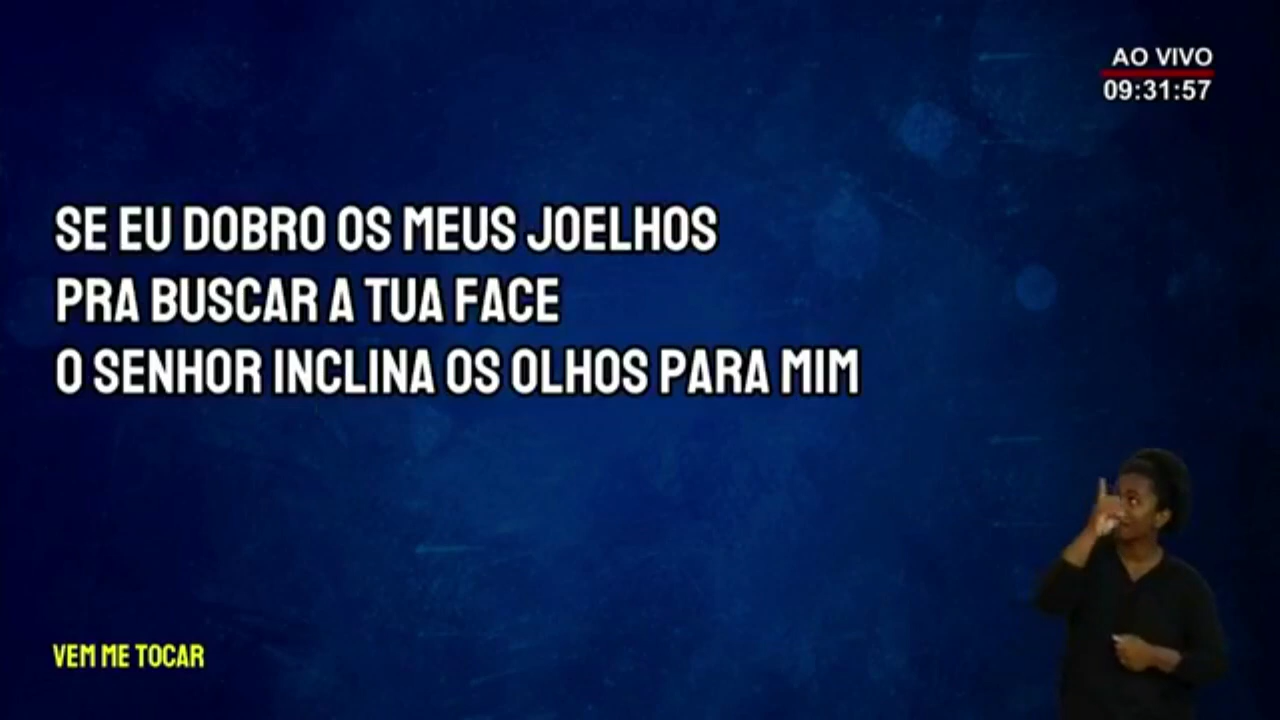 AO VIVO
09:31:57
SE EU DOBRO OS MEUS JOELHOS
PRA BUSCAR A TUA FACE
O SENHOR INCLINA OS OLHOS PARA MIM
VEM ME TOCAR